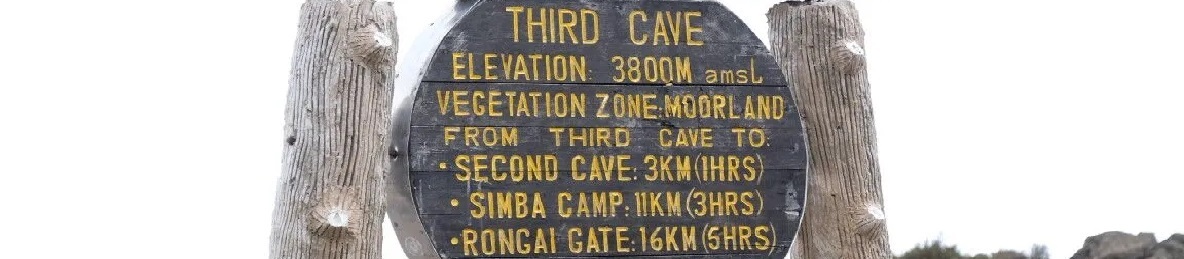 THIRD CAVE
ELEVATION: 3800M amsl
VEGETATION ZONE:MOORLAND
FROM THIRD CAVE TO:
• SECOND CAVE: 3KM (1HRS)
• SIMBA CAMP: 11KM (3HRS)
• RONGAI GATE: 16KM (5HRS)